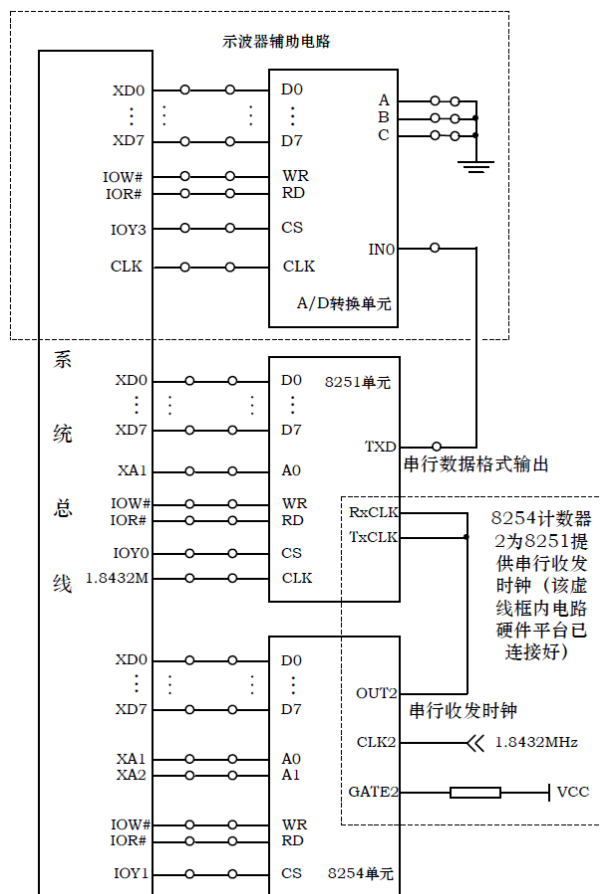 示波器辅助电路
XD0 D0
XD7 D7
IOW# WR
IOR# RD
IOY3 CS
CLK CLK
A
B
C
IN0
A/D转换单元
系
统
总
线
XD0 D0 8251单元
XD7 D7
TXD
串行数据格式输出
XA1 A0
IOW# WR
IOR# RD
IOY0 CS
1.8432M CLK
RxCLK
TxCLK
8254计数器
2为8251提
供串行收发
时钟（该虚
线框内电路
硬件平台已
连接好）
XD0 D0
XD7 D7
OUT2
串行收发时钟
CLK2 1.8432MHz
XA1 A0
XA2 A1
GATE2 VCC
IOW# WR
IOR# RD
IOY1 CS 8254单元